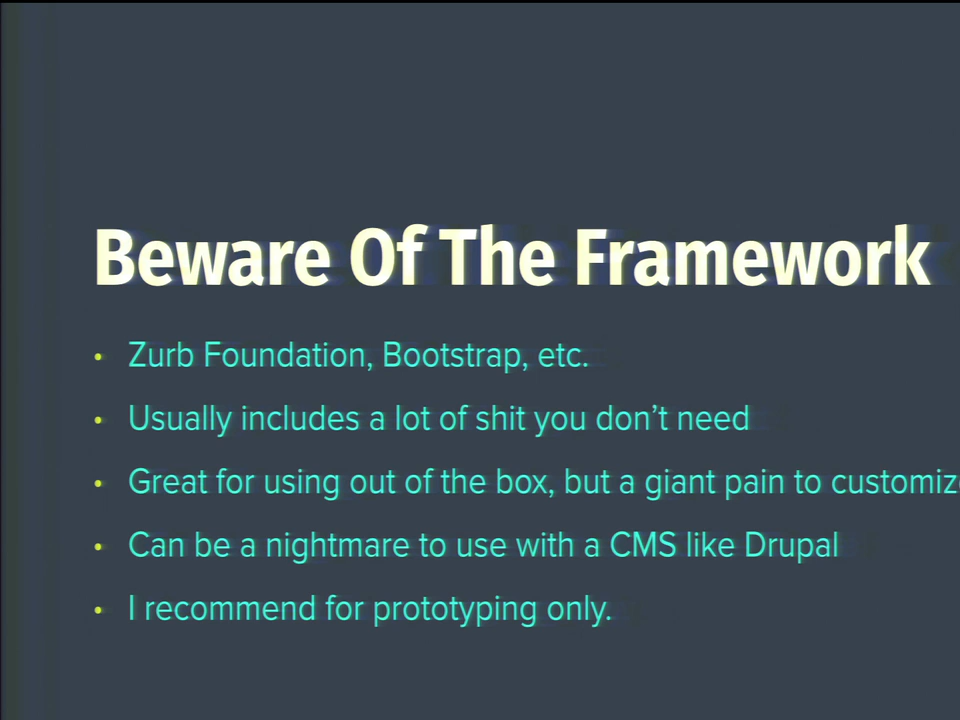 Beware Of The Framework
• Zurb Foundation, Bootstrap, etc.
• Usually includes a lot of shit you don’t need
• Great for using out of the box, but a giant pain to customize
• Can be a nightmare to use with a CMS like Drupal
• I recommend for prototyping only.